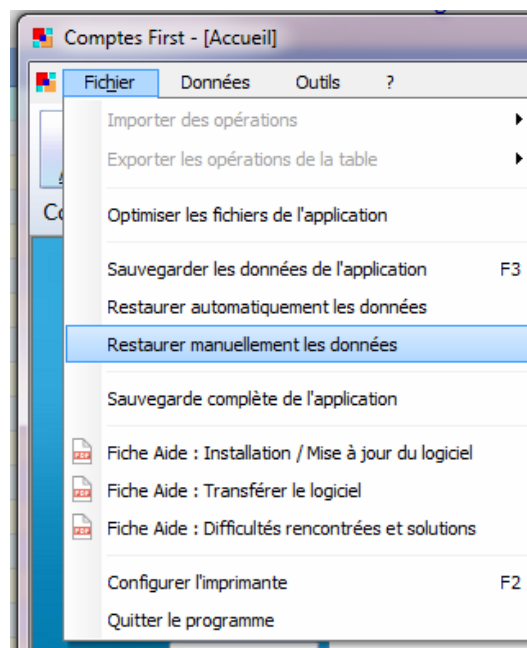 Comptes First - [Accueil]
Fichier Données Outils ?
Importer des opérations
Exporter les opérations de la table
Optimiser les fichiers de l'application
Sauvegarder les données de l'application F3
Restaurer automatiquement les données
Restaurer manuellement les données
Sauvegarde complète de l'application
Fiche Aide : Installation / Mise à jour du logiciel
Fiche Aide : Transférer le logiciel
Fiche Aide : Difficultés rencontrées et solutions
Configurer l'imprimante F2
Quitter le programme